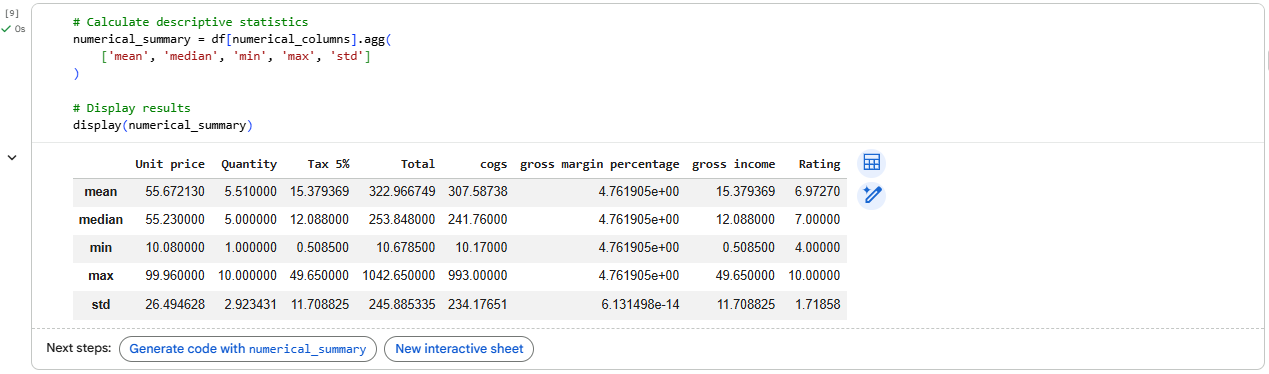 [9]
0s
# Calculate descriptive statistics
numerical_summary = df[numerical_columns].agg(
['mean', 'median', 'min', 'max', 'std']
)
# Display results
display(numerical_summary)
Unit price Quantity Tax 5% Total cogs gross margin percentage gross income Rating
mean 55.672130 5.510000 15.379369 322.966749 307.58738 4.761905e+00 15.379369 6.97270
median 55.230000 5.000000 12.088000 253.848000 241.76000 4.761905e+00 12.088000 7.00000
min 10.080000 1.000000 0.508500 10.678500 10.17000 4.761905e+00 0.508500 4.00000
max 99.960000 10.000000 49.650000 1042.650000 993.00000 4.761905e+00 49.650000 10.00000
std 26.494628 2.923431 11.708825 245.885335 234.17651 6.131498e-14 11.708825 1.71858
Next steps: Generate code with numerical_summary New interactive sheet